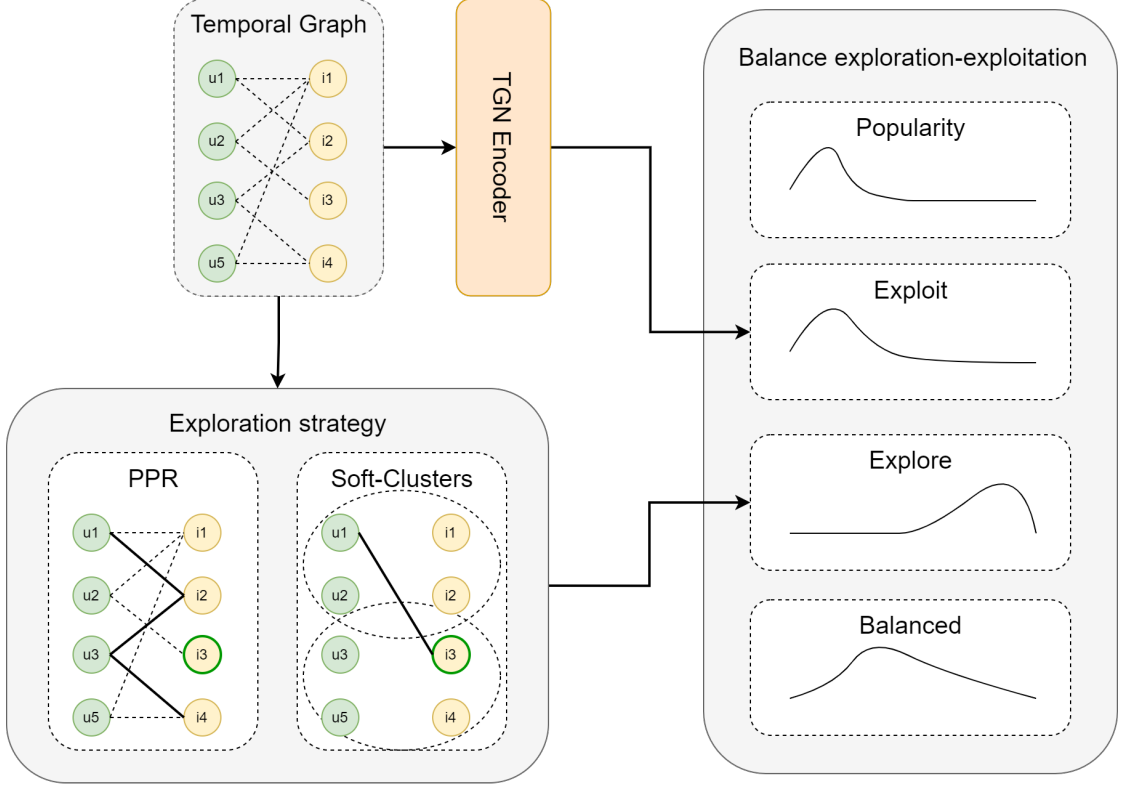 Temporal Graph
u1
i1
u2
i2
u3
i3
u5
i4
TGN Encoder
Exploration strategy
PPR
u1
i1
u2
i2
u3
i3
u5
i4
Soft-Clusters
u1
i1
u2
i2
u3
i3
u5
i4
Balance exploration-exploitation
Popularity
Exploit
Explore
Balanced